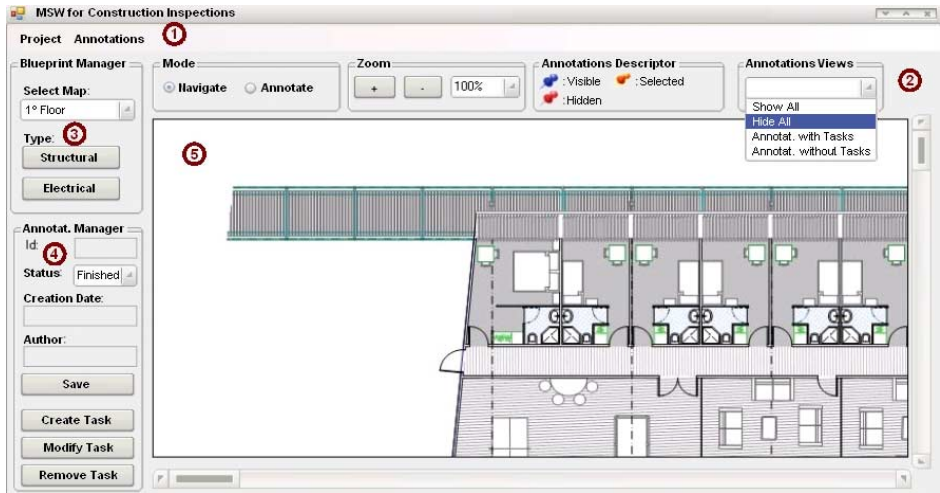 MSW for Construction Inspections
Project Annotations 1
Blueprint Manager
Select Map:
1º Floor
3
Type:
Structural
Electrical
Mode
Navigate Annotate
Zoom
+ - 100%
Annotations Descriptor
:Visible :Selected
:Hidden
Annotations Views
2
Show All
Hide All
Annotat. with Tasks
Annotat. without Tasks
5
Annotat. Manager
Id:
4
Status: Finished
Creation Date:
Author:
Save
Create Task
Modify Task
Remove Task